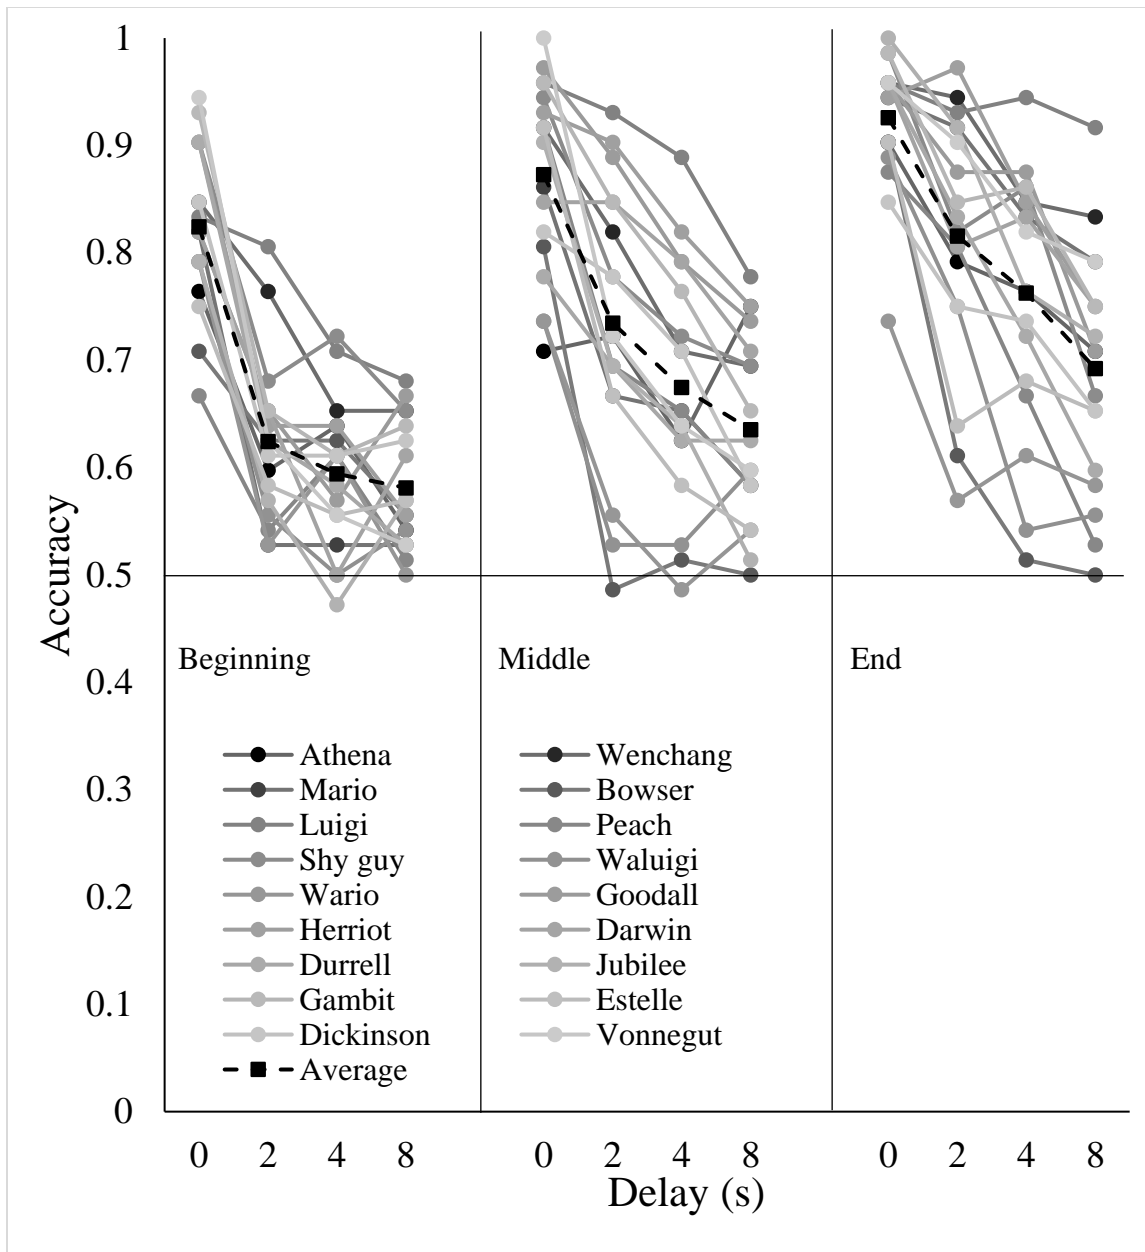 1
0.9
0.8
0.7
0.6
0.5
0.4
0.3
0.2
0.1
0
Accuracy
Beginning Middle End
Athena Wenchang
Mario Bowser
Luigi Peach
Shy guy Waluigi
Wario Goodall
Herriot Darwin
Durrell Jubilee
Gambit Estelle
Dickinson Vonnegut
Average
0 2 4 8 0 2 4 8 0 2 4 8
Delay (s)